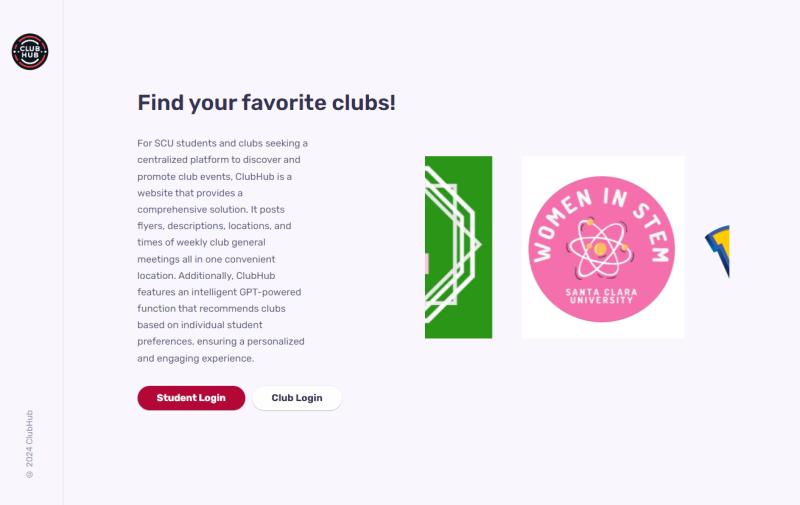 CLUB
HUB
Find your favorite clubs!
For SCU students and clubs seeking a
centralized platform to discover and
promote club events, ClubHub is a
website that provides a
comprehensive solution. It posts
flyers, descriptions, locations, and
times of weekly club general
meetings all in one convenient
location. Additionally, ClubHub
features an intelligent GPT-powered
function that recommends clubs
based on individual student
preferences, ensuring a personalized
and engaging experience.
Student Login
Club Login
WOMEN IN STEM
SANTA CLARA
UNIVERSITY
© 2024 ClubHub